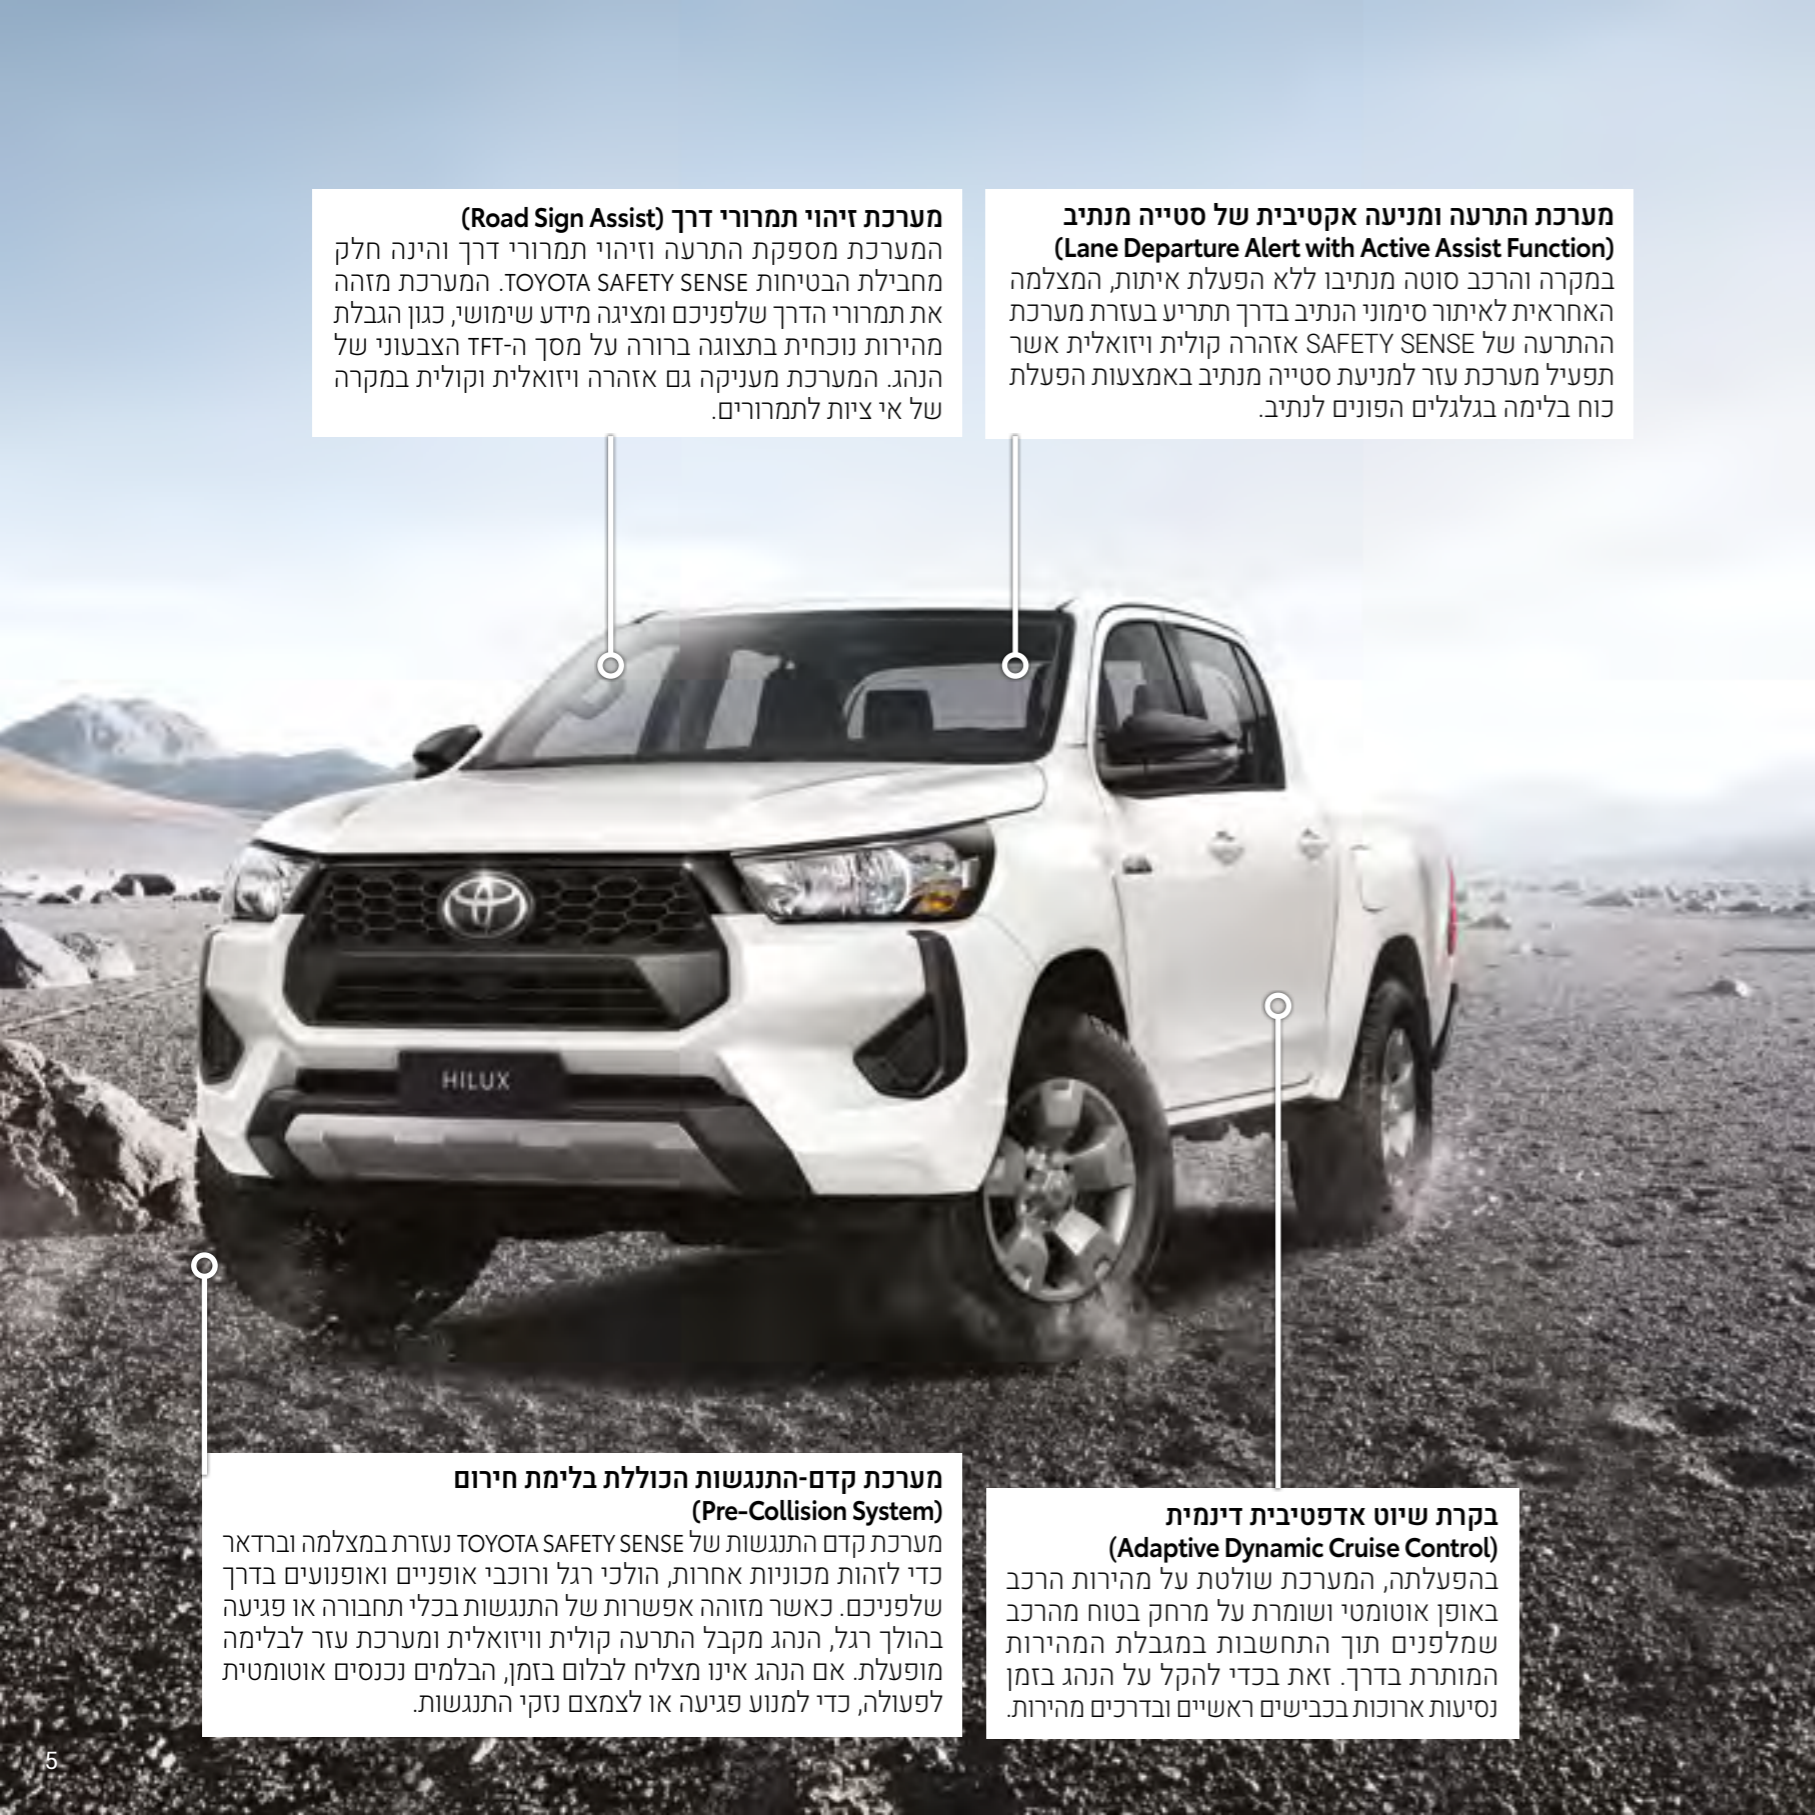 מערכת התרעה ומניעה אקטיבית של סטייה מנתיב
(Lane Departure Alert with Active Assist Function)
במקרה והרכב סוטה מנתיבו ללא הפעלת איתות, המצלמה
האחראית לאיתור סימוני הנתיב בדרך תתריע בעזרת מערכת
ההתרעה של SAFETY SENSE אזהרה קולית ויזואלית אשר
תפעיל מערכת עזר למניעת סטייה מנתיב באמצעות הפעלת
כוח בלימה בגלגלים הפונים לנתיב.
מערכת זיהוי תמרורי דרך (Road Sign Assist)
המערכת מספקת התרעה וזיהוי תמרורי דרך והינה חלק
מחבילת הבטיחות TOYOTA SAFETY SENSE. המערכת מזהה
את תמרורי הדרך שלפניכם ומציגה מידע שימושי, כגון הגבלת
מהירות נוכחית בתצוגה ברורה על מסך ה-TFT הצבעוני של
הנהג. המערכת מעניקה גם אזהרה ויזואלית וקולית במקרה
של אי ציות לתמרורים.
HILUX
בקרת שיוט אדפטיבית דינמית
(Adaptive Dynamic Cruise Control)
בהפעלתה, המערכת שולטת על מהירות הרכב
באופן אוטומטי ושומרת על מרחק בטוח מהרכב
שמלפנים תוך התחשבות במגבלת המהירות
המותרת בדרך. זאת בכדי להקל על הנהג בזמן
נסיעות ארוכות בכבישים ראשיים ובדרכים מהירות.
מערכת קדם-התנגשות הכוללת בלימת חירום
(Pre-Collision System)
מערכת קדם התנגשות של TOYOTA SAFETY SENSE נעזרת במצלמה וברדאר
כדי לזהות מכוניות אחרות, הולכי רגל ורוכבי אופניים ואופנועים בדרך
שלפניכם. כאשר מזוהה אפשרות של התנגשות בכלי תחבורה או פגיעה
בהולך רגל, הנהג מקבל התרעה קולית וויזואלית ומערכת עזר לבלימה
מופעלת. אם הנהג אינו מצליח לבלום בזמן, הבלמים נכנסים אוטומטית
לפעולה, כדי למנוע פגיעה או לצמצם נזקי התנגשות.
5